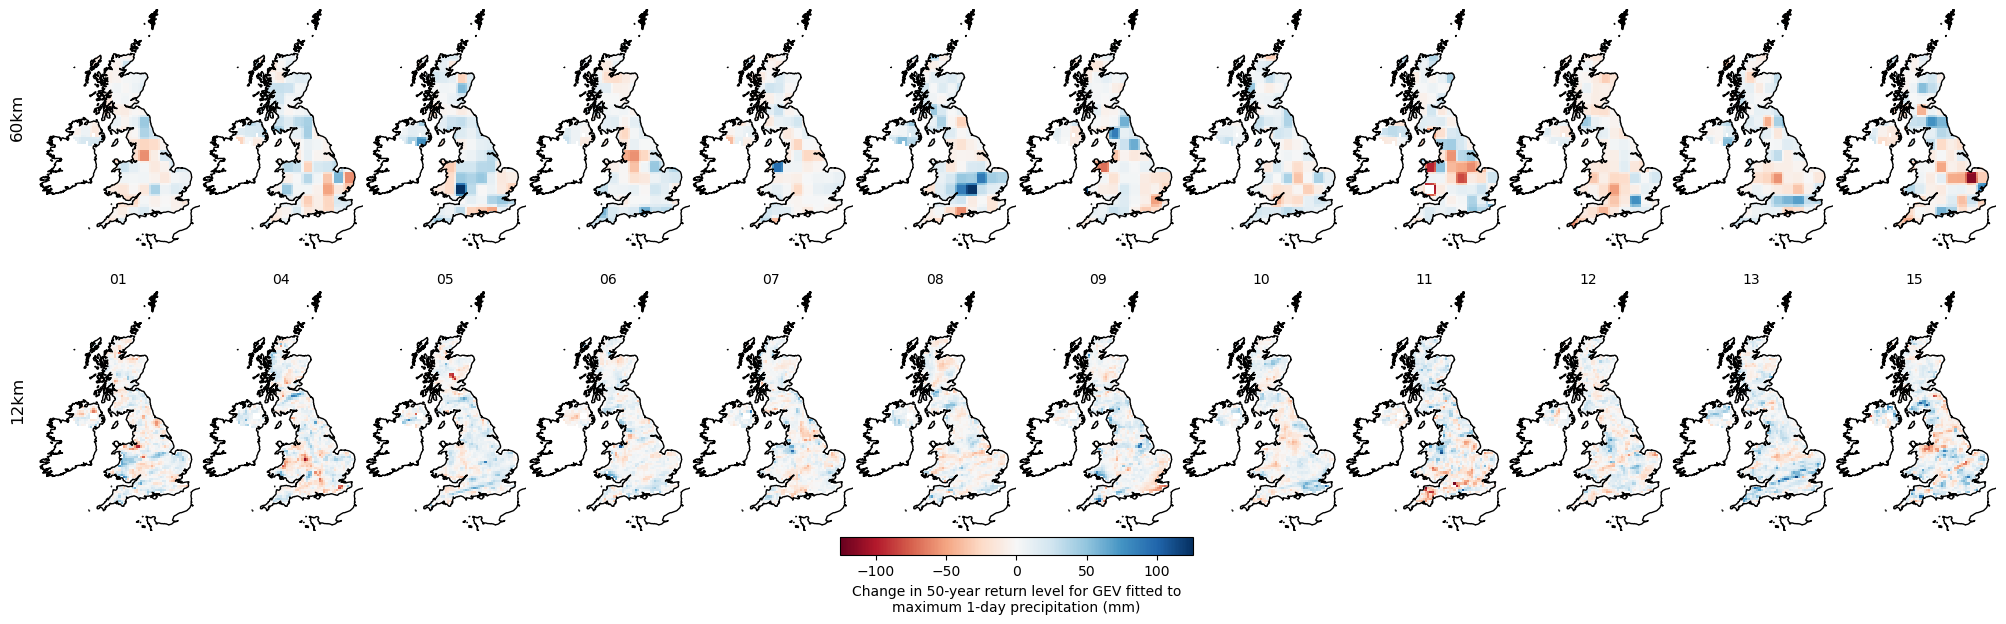 60km
01 04 05 06 07 08 09 10 11 12 13 15
12km
−100 −50 0 50 100
Change in 50-year return level for GEV fitted to
maximum 1-day precipitation (mm)